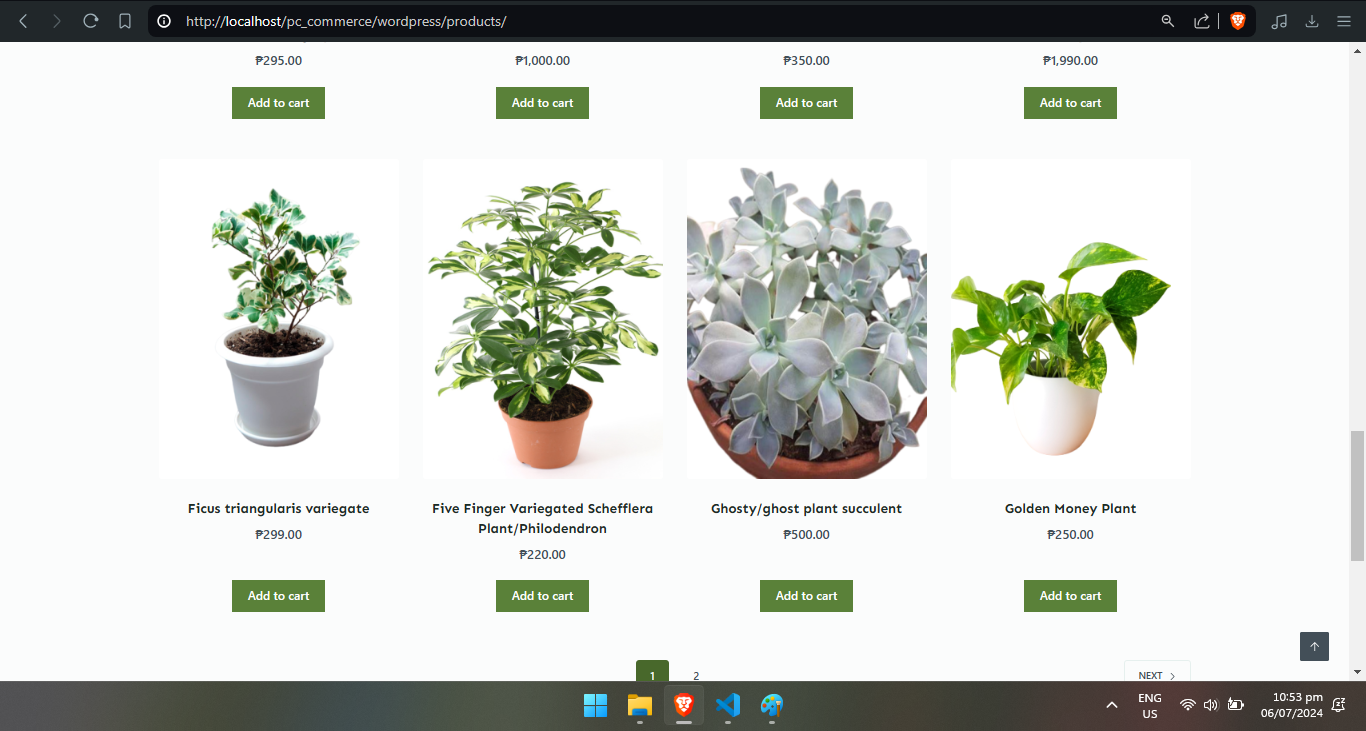 http://localhost/pc_commerce/wordpress/products/
₱295.00
₱1,000.00
₱350.00
₱1,990.00
Add to cart
Add to cart
Add to cart
Add to cart
Ficus triangularis variegate
₱299.00
Add to cart
Five Finger Variegated Schefflera
Plant/Philodendron
₱220.00
Add to cart
Ghosty/ghost plant succulent
₱500.00
Add to cart
Golden Money Plant
₱250.00
Add to cart
1
2
NEXT
ENG
US
10:53 pm
06/07/2024